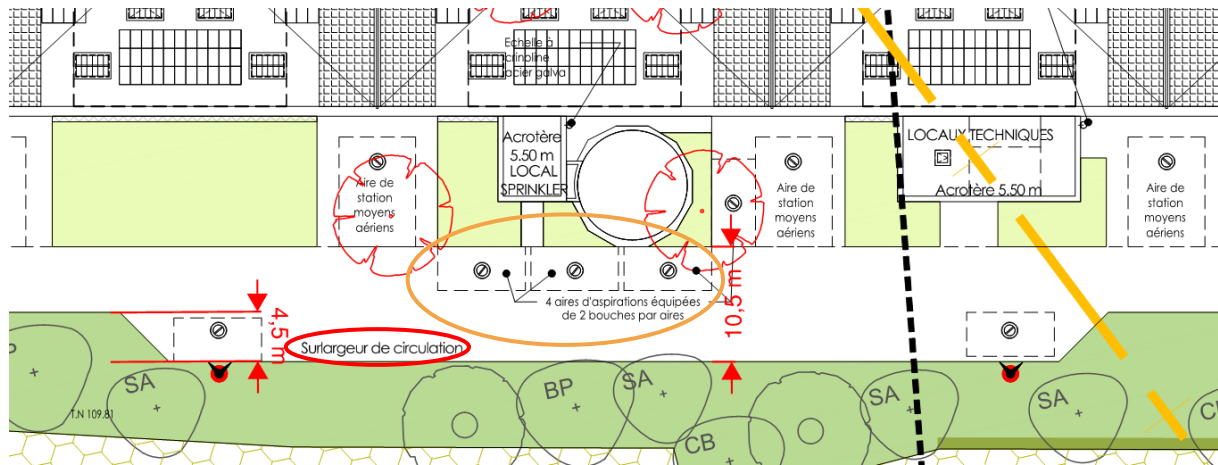 Echelle à
crinoline
acier galva
Acrotère
5.50 m
LOCAL
SPRINKLER
LOCAUX TECHNIQUES
Acrotère 5.50 m
Aire de
station
moyens
aériens
Aire de
station
moyens
aériens
Aire de
station
moyens
aériens
4 aires d'aspirations équipées
de 2 bouches par aires
4,5 m
10,5 m
Surlargeur de circulation
SA
BP
SA
SA
SA
CB
T.N 109.81